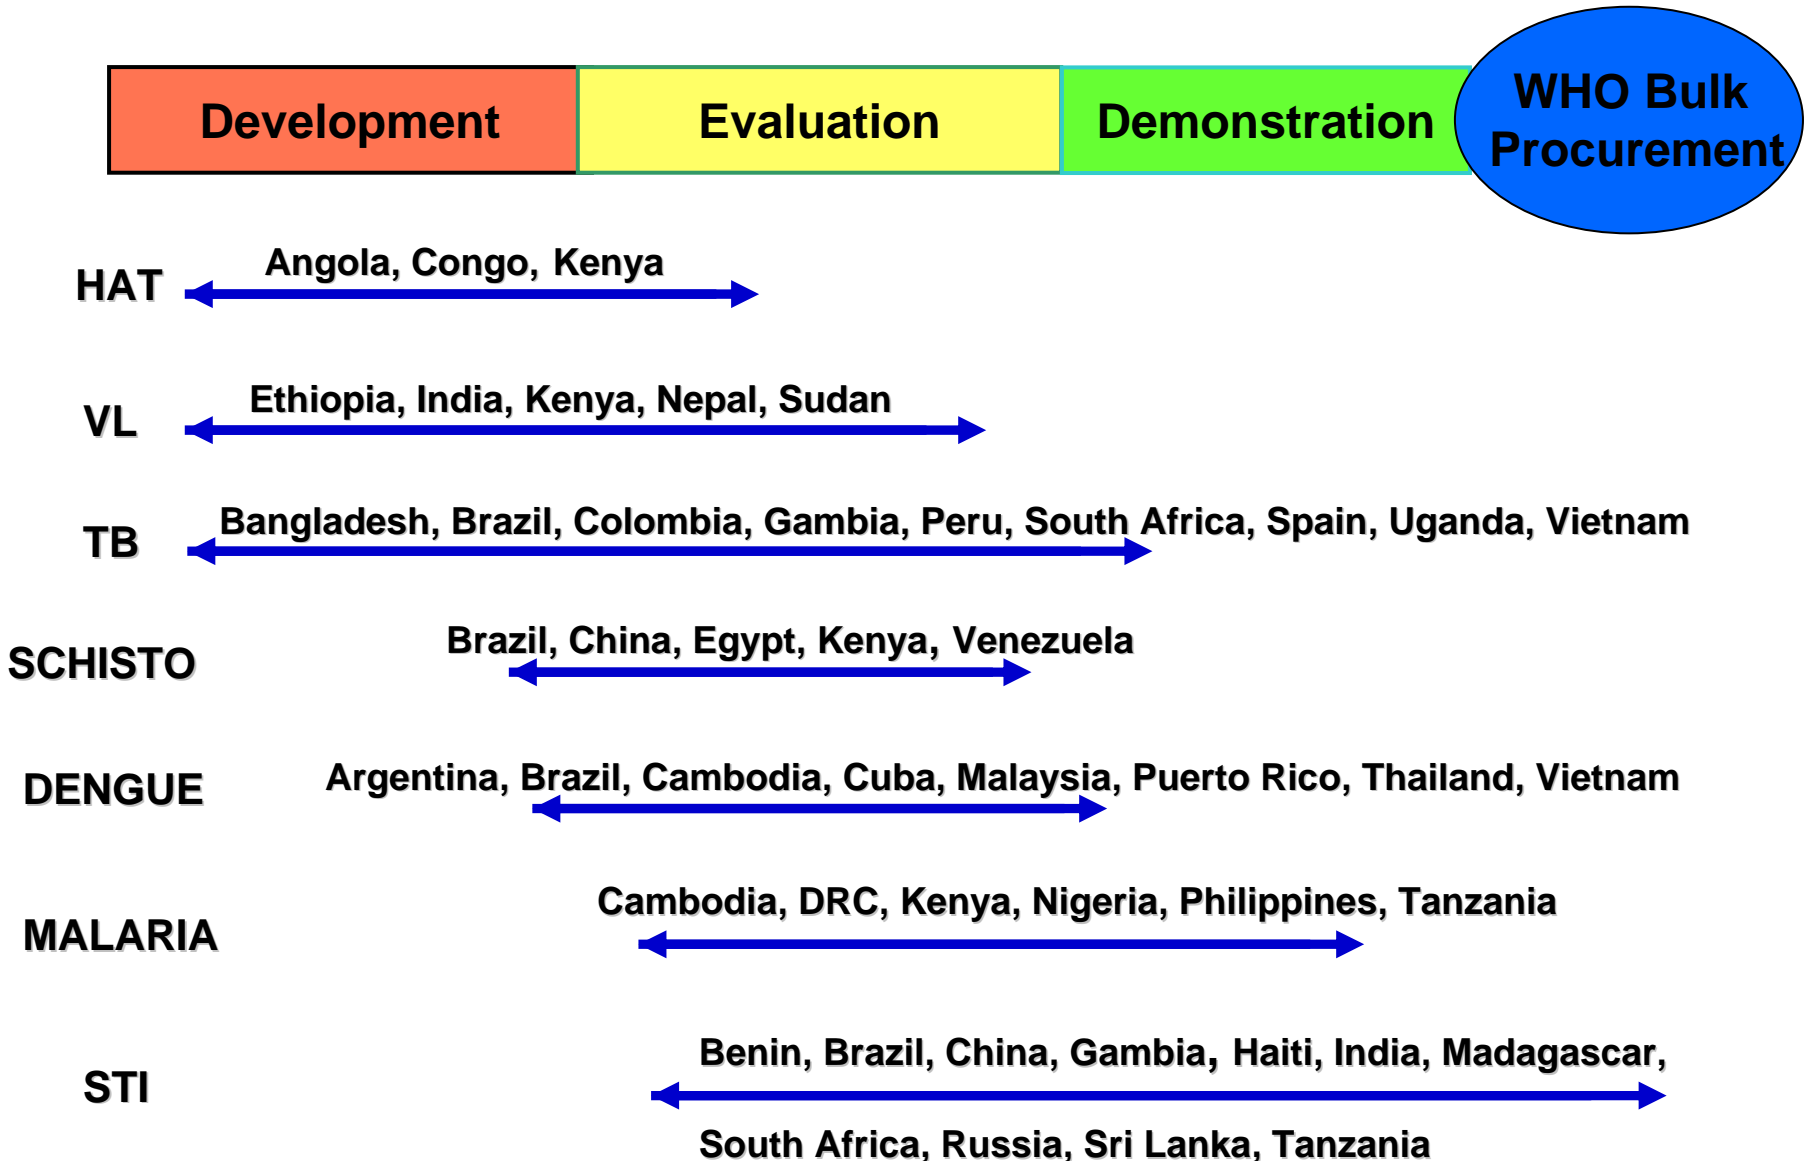 Development
Evaluation
Demonstration
WHO Bulk
Procurement
HAT
Angola, Congo, Kenya
VL
Ethiopia, India, Kenya, Nepal, Sudan
TB
Bangladesh, Brazil, Colombia, Gambia, Peru, South Africa, Spain, Uganda, Vietnam
SCHISTO
Brazil, China, Egypt, Kenya, Venezuela
DENGUE
Argentina, Brazil, Cambodia, Cuba, Malaysia, Puerto Rico, Thailand, Vietnam
MALARIA
Cambodia, DRC, Kenya, Nigeria, Philippines, Tanzania
STI
Benin, Brazil, China, Gambia, Haiti, India, Madagascar,
South Africa, Russia, Sri Lanka, Tanzania